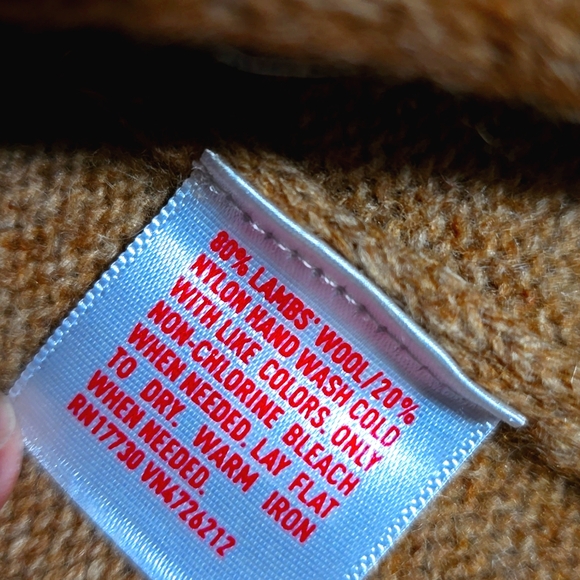 80% LAMBS' WOOL/20%
NYLON HAND WASH COLD
WITH LIKE COLORS ONLY
NON-CHLORINE BLEACH
WHEN NEEDED. LAY FLAT
TO DRY. WARM IRON
WHEN NEEDED.
RN17730 VN4726212